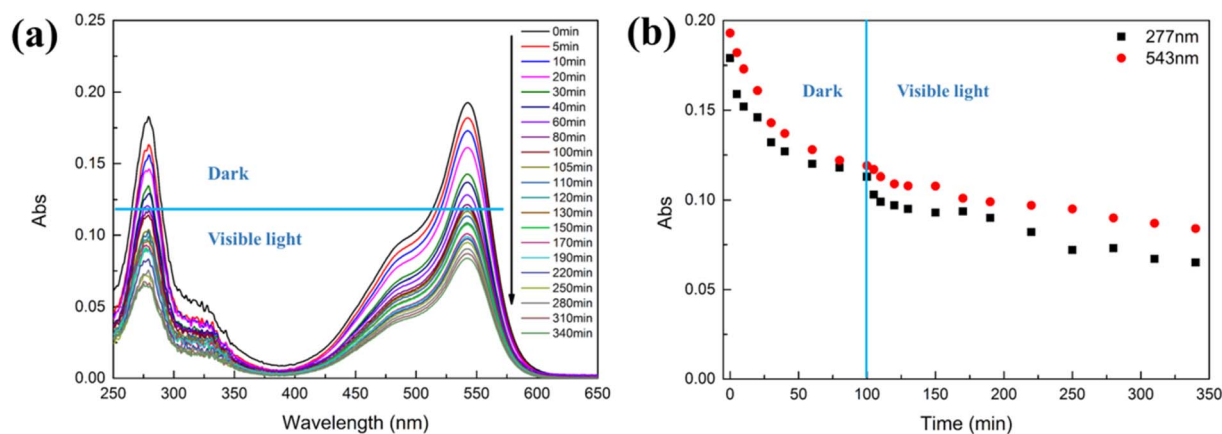 (a)
0.25
0.20
0.15
0.10
0.05
0.00
Abs
250 300 350 400 450 500 550 600 650
Wavelength (nm)
Dark
Visible light
0min
5min
10min
20min
30min
40min
60min
80min
100min
105min
110min
120min
130min
150min
170min
190min
220min
250min
280min
310min
340min
(b)
0.20
0.15
0.10
0.05
0.00
Abs
0 50 100 150 200 250 300 350
Time (min)
Dark Visible light
277nm
543nm